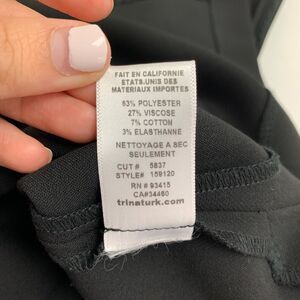 FAIT EN CALIFORNIE
ETATS.UNIS DES
MATERIAUX IMPORTES
63% POLYESTER
27% VISCOSE
7% COTTON
3% ELASTHANNE
NETTOYAGE A SEC
SEULEMENT
CUT # 5837
STYLE# 159120
RN # 93415
CA#34460
trinaturk.com